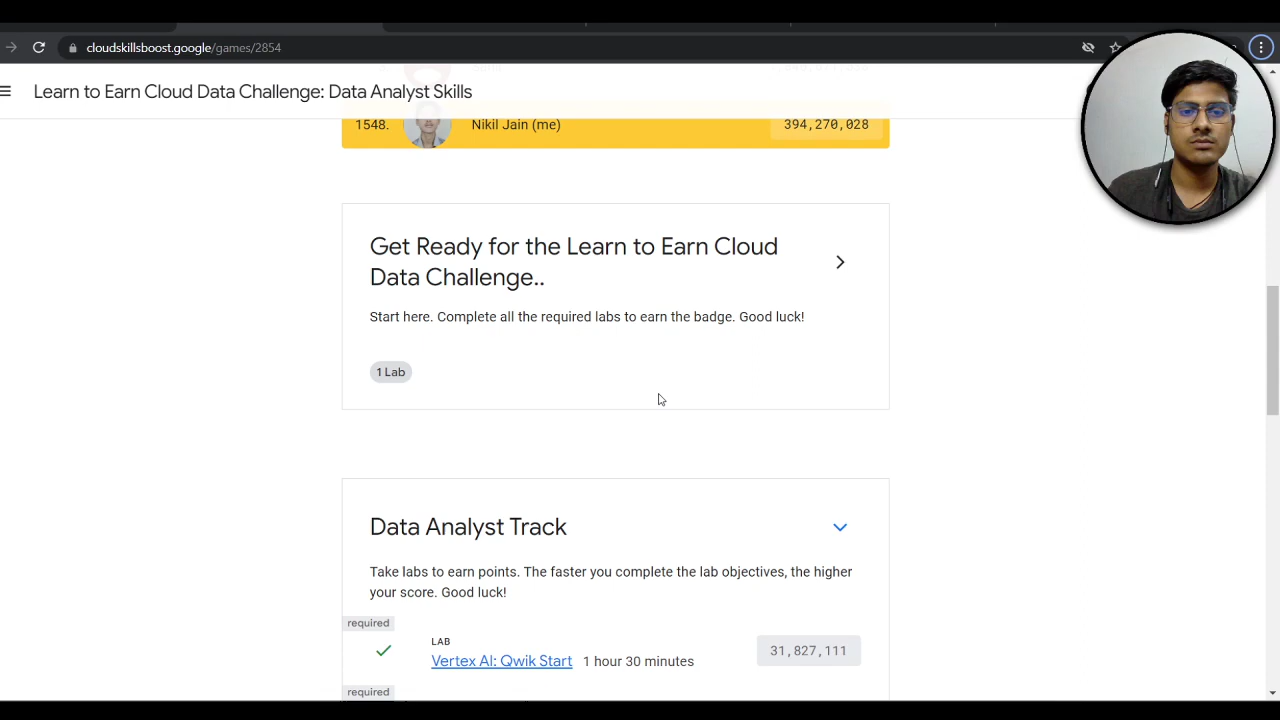 cloudskillsboost.google/games/2854
Learn to Earn Cloud Data Challenge: Data Analyst Skills
1548. Nikil Jain (me) 394,270,028
Get Ready for the Learn to Earn Cloud
Data Challenge..
Start here. Complete all the required labs to earn the badge. Good luck!
1 Lab
Data Analyst Track
Take labs to earn points. The faster you complete the lab objectives, the higher
your score. Good luck!
required
LAB
Vertex AI: Qwik Start 1 hour 30 minutes 31,827,111
required